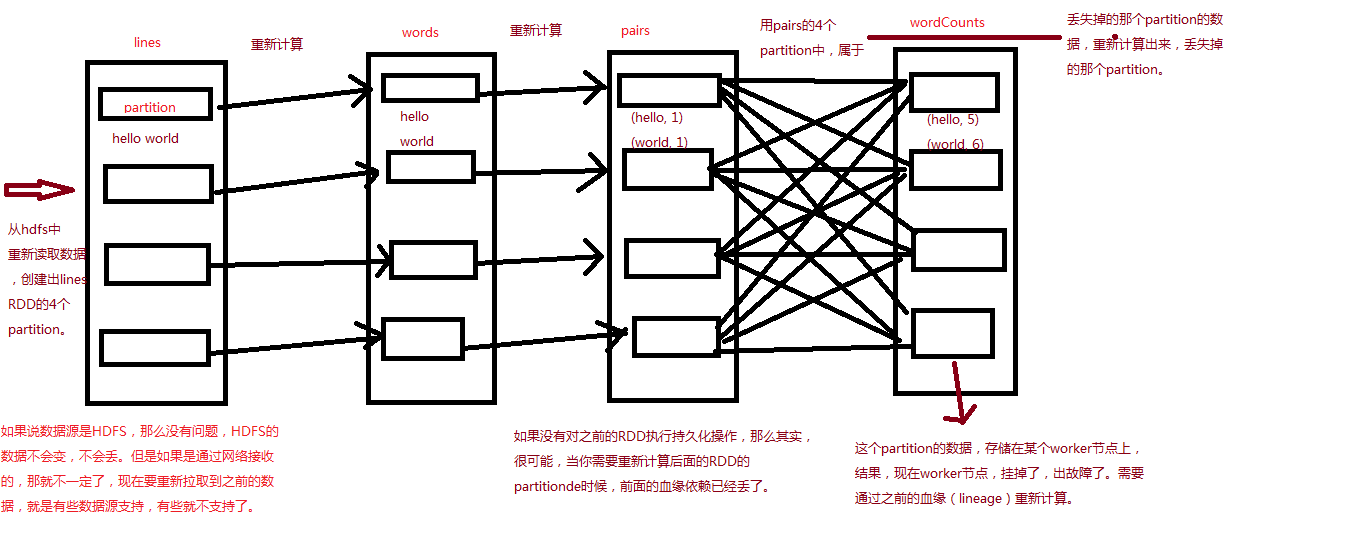 lines
重新计算
words
重新计算
pairs
用pairs的4个
partition中，属于
wordCounts
丢失掉的那个partition的数
据，重新计算出来，丢失掉
的那个partition。
partition
hello world
hello
world
(hello, 1)
(world, 1)
(hello, 5)
(world, 6)
从hdfs中
重新读取数据
，创建出lines
RDD的4个
partition。
如果说数据源是HDFS，那么没有问题，HDFS的
数据不会变，不会丢。但是如果是通过网络接收
的，那就不一定了，现在要重新拉取到之前的数
据，就是有些数据源支持，有些就不支持了。
如果没有对之前的RDD执行持久化操作，那么其实，
很可能，当你需要重新计算后面的RDD的
partitionde时候，前面的血缘依赖已经丢了。
这个partition的数据，存储在某个worker节点上，
结果，现在worker节点，挂掉了，出故障了。需要
通过之前的血缘（lineage）重新计算。